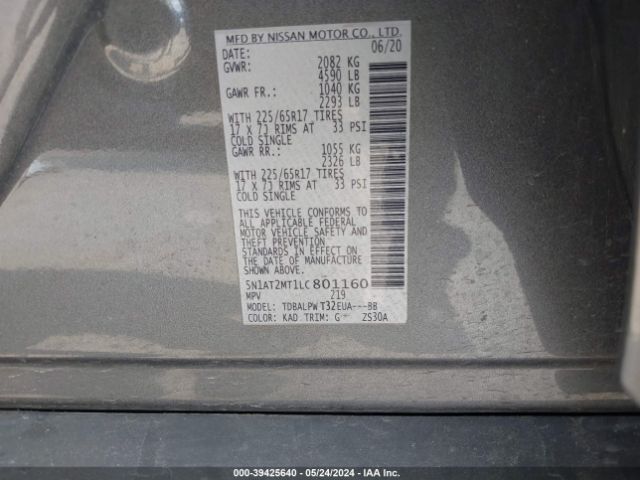 MFD BY NISSAN MOTOR CO., LTD.
DATE: 06/20
GVWR: 2082 KG
4590 LB
GAWR FR.: 1040 KG
2293 LB
WITH 225/65R17 TIRES
17 X 7J RIMS AT 33 PSI
COLD SINGLE
GAWR RR.: 1055 KG
2326 LB
WITH 225/65R17 TIRES
17 X 7J RIMS AT 33 PSI
COLD SINGLE
THIS VEHICLE CONFORMS TO
ALL APPLICABLE FEDERAL
MOTOR VEHICLE SAFETY AND
THEFT PREVENTION
STANDARDS IN EFFECT ON
THE DATE OF MANUFACTURE
SHOWN ABOVE.
5N1AT2MT1LC801160
MPV 219
MODEL: TDBALPWT32EUA---BB
COLOR: KAD TRIM: G ZS30A
000-39425640 - 05/24/2024 - IAA Inc.